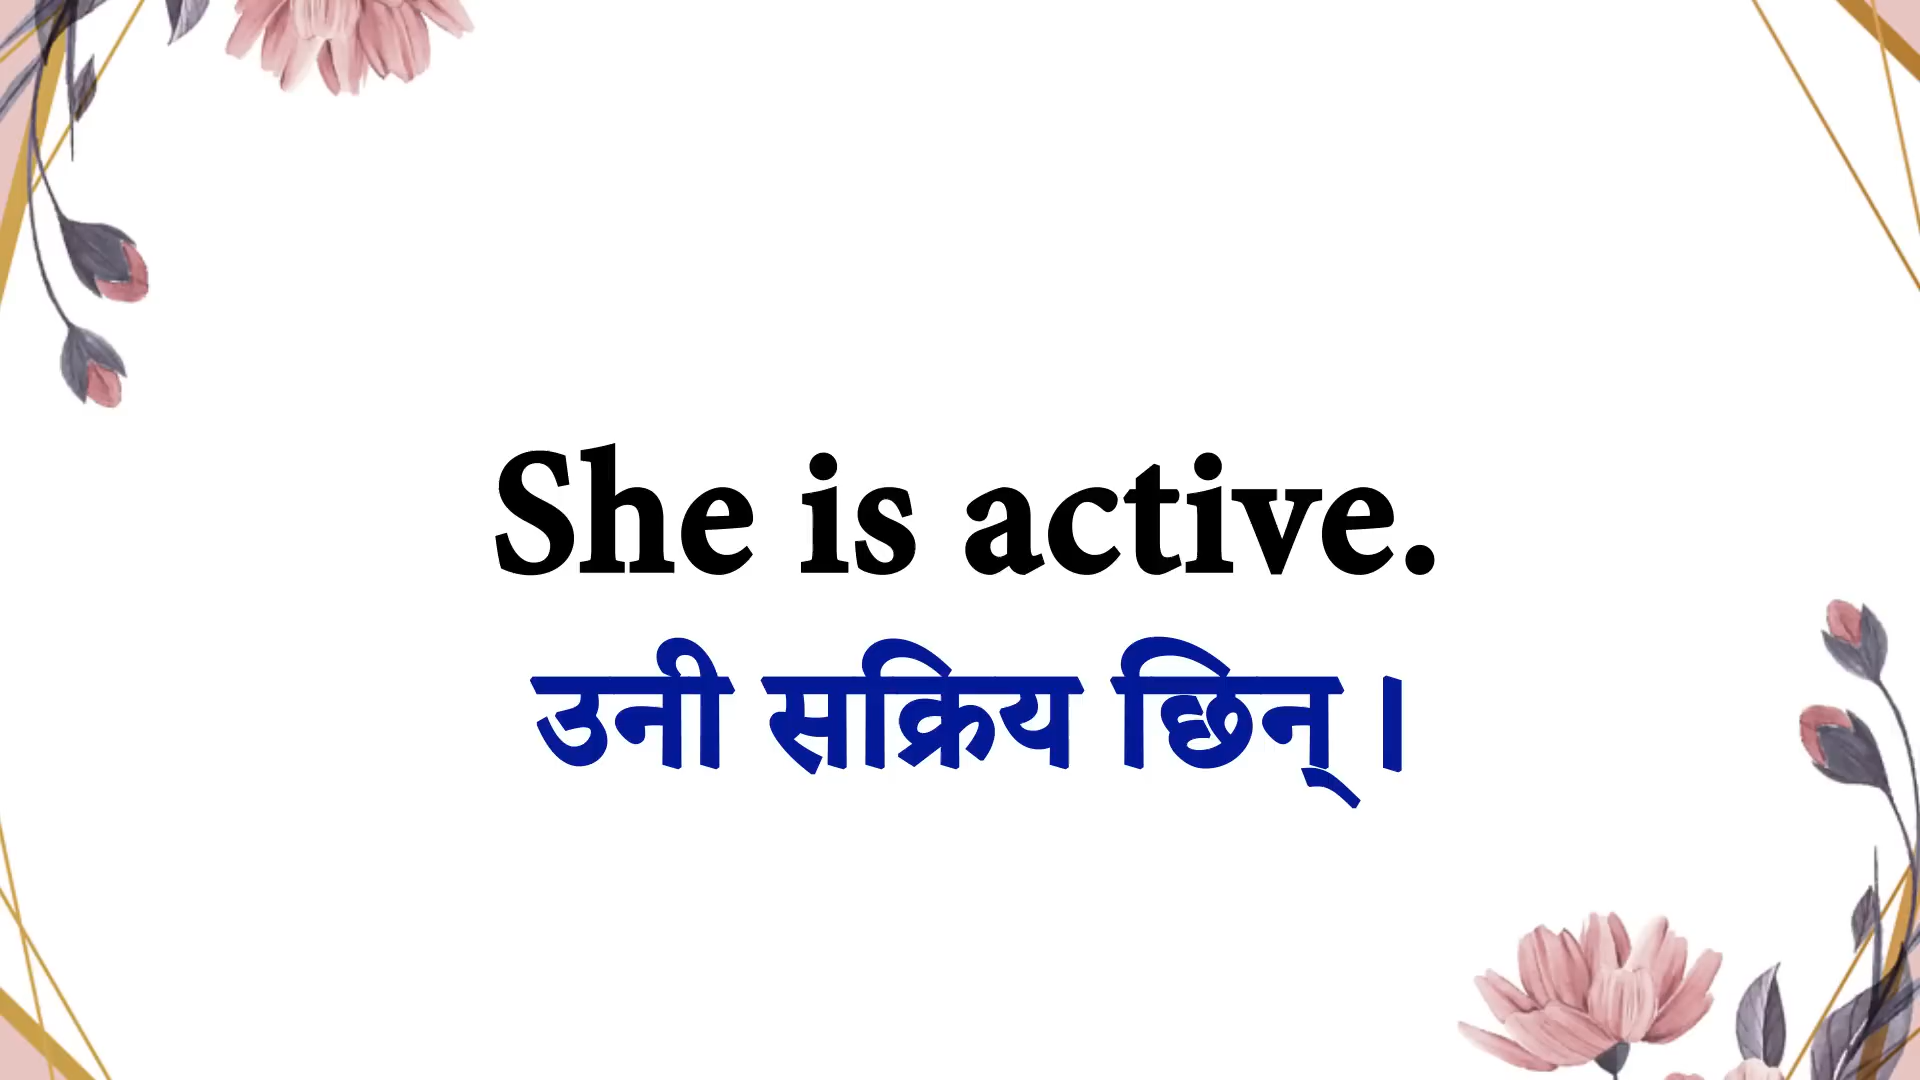 She is active.
उनी सक्रिय छिन् ।